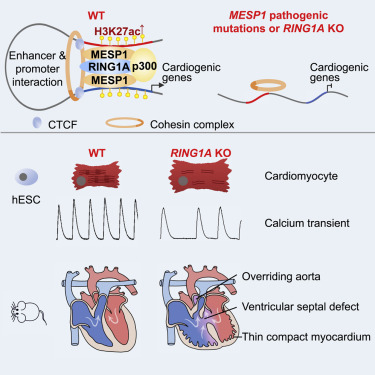 WT
H3K27ac↑
Enhancer &
promoter
interaction
MESP1
RING1A
MESP1
p300
Cardiogenic
genes
CTCF
Cohesin complex
MESP1 pathogenic
mutations or RING1A KO
Cardiogenic
genes
WT
RING1A KO
hESC
Cardiomyocyte
Calcium transient
Overriding aorta
Ventricular septal defect
Thin compact myocardium